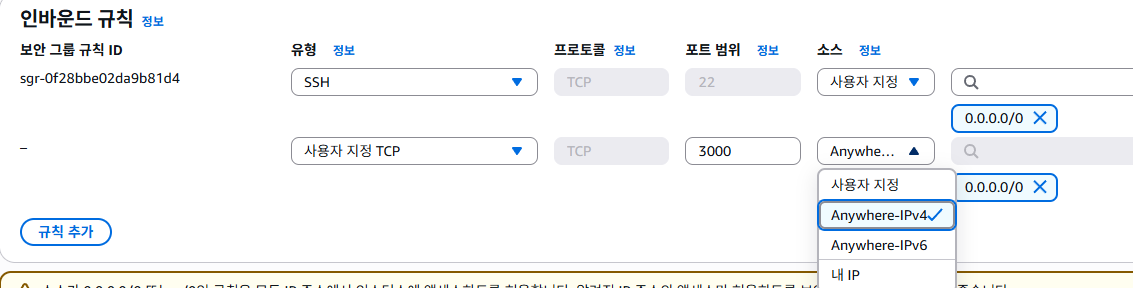 인바운드 규칙 정보
보안 그룹 규칙 ID 유형 정보 프로토콜 정보 포트 범위 정보 소스 정보
sgr-0f28bbe02da9b81d4 SSH TCP 22 사용자 지정
0.0.0.0/0
– 사용자 지정 TCP TCP 3000 Anywhe...
0.0.0.0/0
사용자 지정
Anywhere-IPv4
Anywhere-IPv6
내 IP
규칙 추가